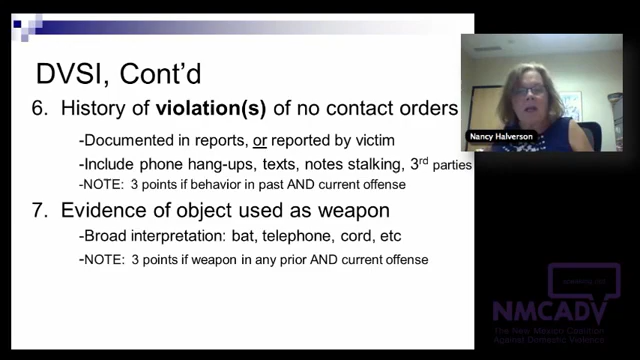 DVSI, Cont'd
6. History of violation(s) of no contact orders
-Documented in reports, or reported by victim
-Include phone hang-ups, texts, notes stalking, 3rd parties
-NOTE: 3 points if behavior in past AND current offense
7. Evidence of object used as weapon
-Broad interpretation: bat, telephone, cord, etc
-NOTE: 3 points if weapon in any prior AND current offense
Nancy Halverson
NMCADV
The New Mexico Coalition
Against Domestic Violence